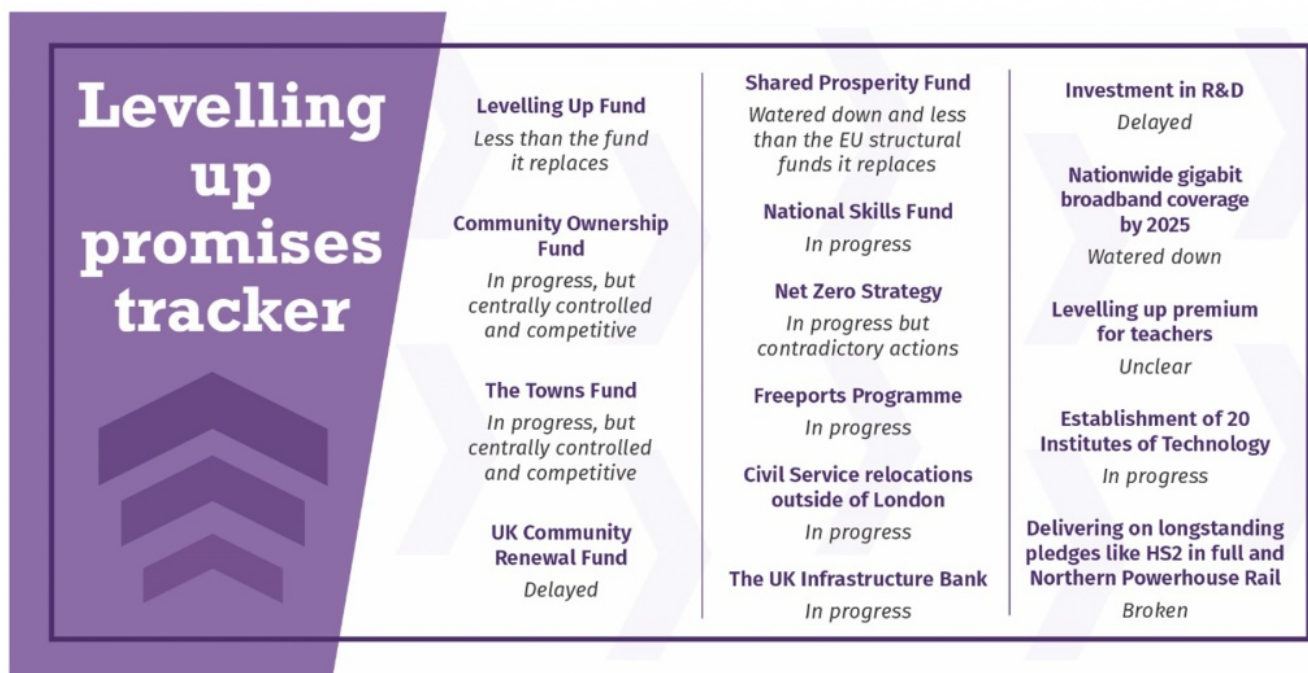 Levelling
up
promises
tracker
Levelling Up Fund
Less than the fund
it replaces
Community Ownership
Fund
In progress, but
centrally controlled
and competitive
The Towns Fund
In progress, but
centrally controlled
and competitive
UK Community
Renewal Fund
Delayed
Shared Prosperity Fund
Watered down and less
than the EU structural
funds it replaces
National Skills Fund
In progress
Net Zero Strategy
In progress but
contradictory actions
Freeports Programme
In progress
Civil Service relocations
outside of London
In progress
The UK Infrastructure Bank
In progress
Investment in R&D
Delayed
Nationwide gigabit
broadband coverage
by 2025
Watered down
Levelling up premium
for teachers
Unclear
Establishment of 20
Institutes of Technology
In progress
Delivering on longstanding
pledges like HS2 in full and
Northern Powerhouse Rail
Broken